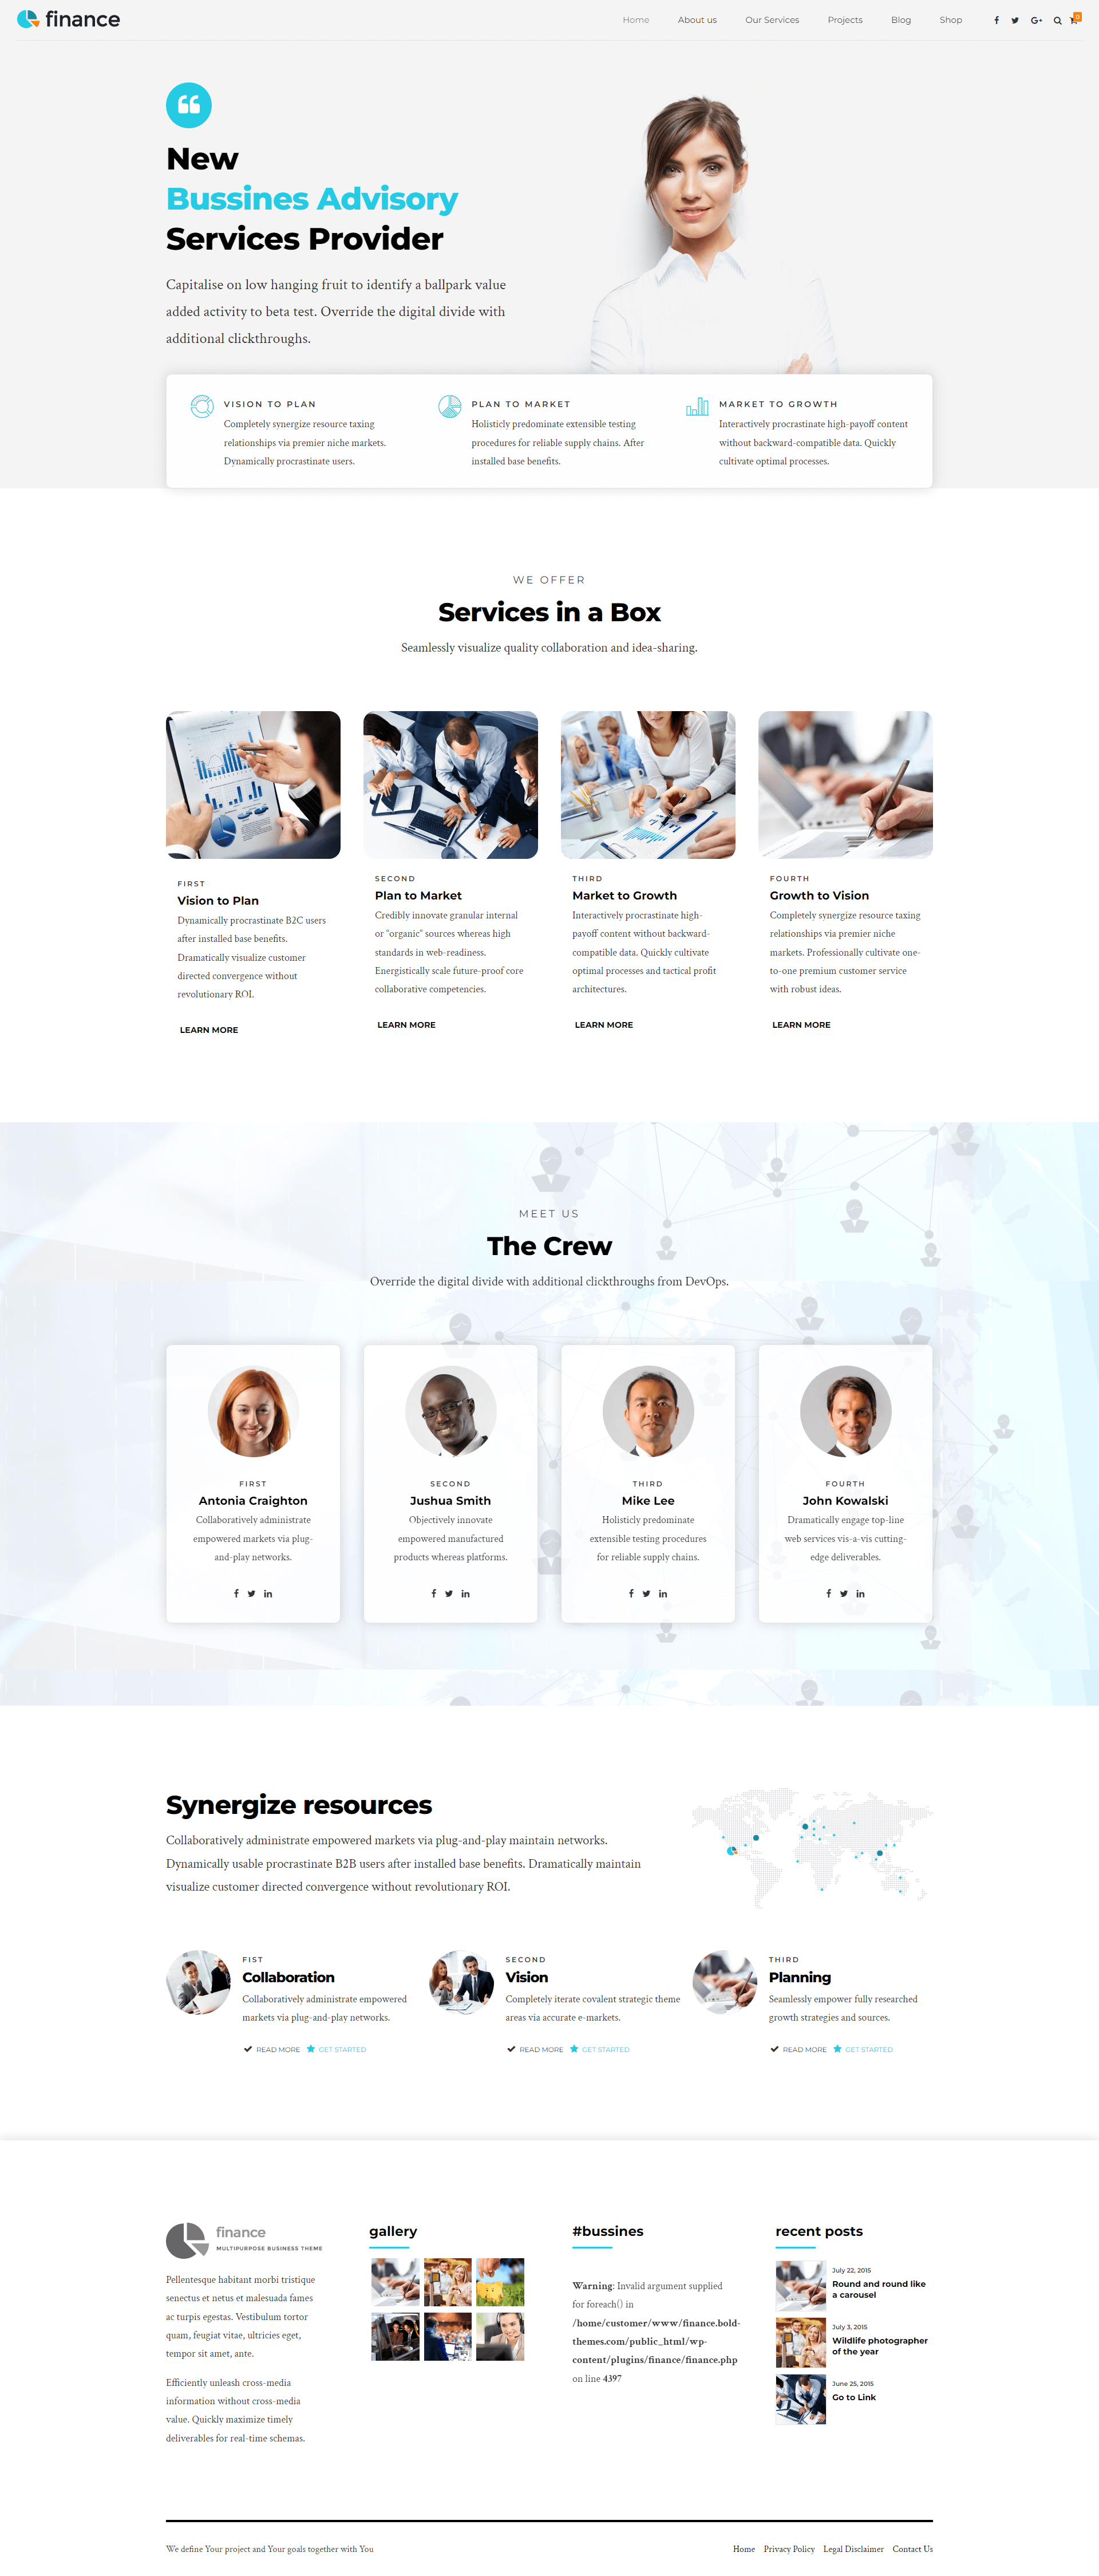 finance
Home About us Our Services Projects Blog Shop
0
New
Bussines Advisory
Services Provider
Capitalise on low hanging fruit to identify a ballpark value
added activity to beta test. Override the digital divide with
additional clickthroughs.
VISION TO PLAN
Completely synergize resource taxing
relationships via premier niche markets.
Dynamically procrastinate users.
PLAN TO MARKET
Holisticly predominate extensible testing
procedures for reliable supply chains. After
installed base benefits.
MARKET TO GROWTH
Interactively procrastinate high-payoff content
without backward-compatible data. Quickly
cultivate optimal processes.
WE OFFER
Services in a Box
Seamlessly visualize quality collaboration and idea-sharing.
FIRST
Vision to Plan
Dynamically procrastinate B2C users
after installed base benefits.
Dramatically visualize customer
directed convergence without
revolutionary ROI.
LEARN MORE
SECOND
Plan to Market
Credibly innovate granular internal
or “organic” sources whereas high
standards in web-readiness.
Energistically scale future-proof core
collaborative competencies.
LEARN MORE
THIRD
Market to Growth
Interactively procrastinate high-
payoff content without backward-
compatible data. Quickly cultivate
optimal processes and tactical profit
architectures.
LEARN MORE
FOURTH
Growth to Vision
Completely synergize resource taxing
relationships via premier niche
markets. Professionally cultivate one-
to-one premium customer service
with robust ideas.
LEARN MORE
MEET US
The Crew
Override the digital divide with additional clickthroughs from DevOps.
FIRST
Antonia Craighton
Collaboratively administrate
empowered markets via plug-
and-play networks.
SECOND
Jushua Smith
Objectively innovate
empowered manufactured
products whereas platforms.
THIRD
Mike Lee
Holisticly predominate
extensible testing procedures
for reliable supply chains.
FOURTH
John Kowalski
Dramatically engage top-line
web services vis-a-vis cutting-
edge deliverables.
Synergize resources
Collaboratively administrate empowered markets via plug-and-play maintain networks.
Dynamically usable procrastinate B2B users after installed base benefits. Dramatically maintain
visualize customer directed convergence without revolutionary ROI.
FIST
Collaboration
Collaboratively administrate empowered
markets via plug-and-play networks.
READ MORE GET STARTED
SECOND
Vision
Completely iterate covalent strategic theme
areas via accurate e-markets.
READ MORE GET STARTED
THIRD
Planning
Seamlessly empower fully researched
growth strategies and sources.
READ MORE GET STARTED
finance
MULTIPURPOSE BUSINESS THEME
Pellentesque habitant morbi tristique
senectus et netus et malesuada fames
ac turpis egestas. Vestibulum tortor
quam, feugiat vitae, ultricies eget,
tempor sit amet, ante.
Efficiently unleash cross-media
information without cross-media
value. Quickly maximize timely
deliverables for real-time schemas.
gallery
#bussines
Warning: Invalid argument supplied
for foreach() in
/home/customer/www/finance.bold-
themes.com/public_html/wp-
content/plugins/finance/finance.php
on line 4397
recent posts
July 22, 2015
Round and round like
a carousel
July 3, 2015
Wildlife photographer
of the year
June 25, 2015
Go to Link
We define Your project and Your goals together with You
Home Privacy Policy Legal Disclaimer Contact Us